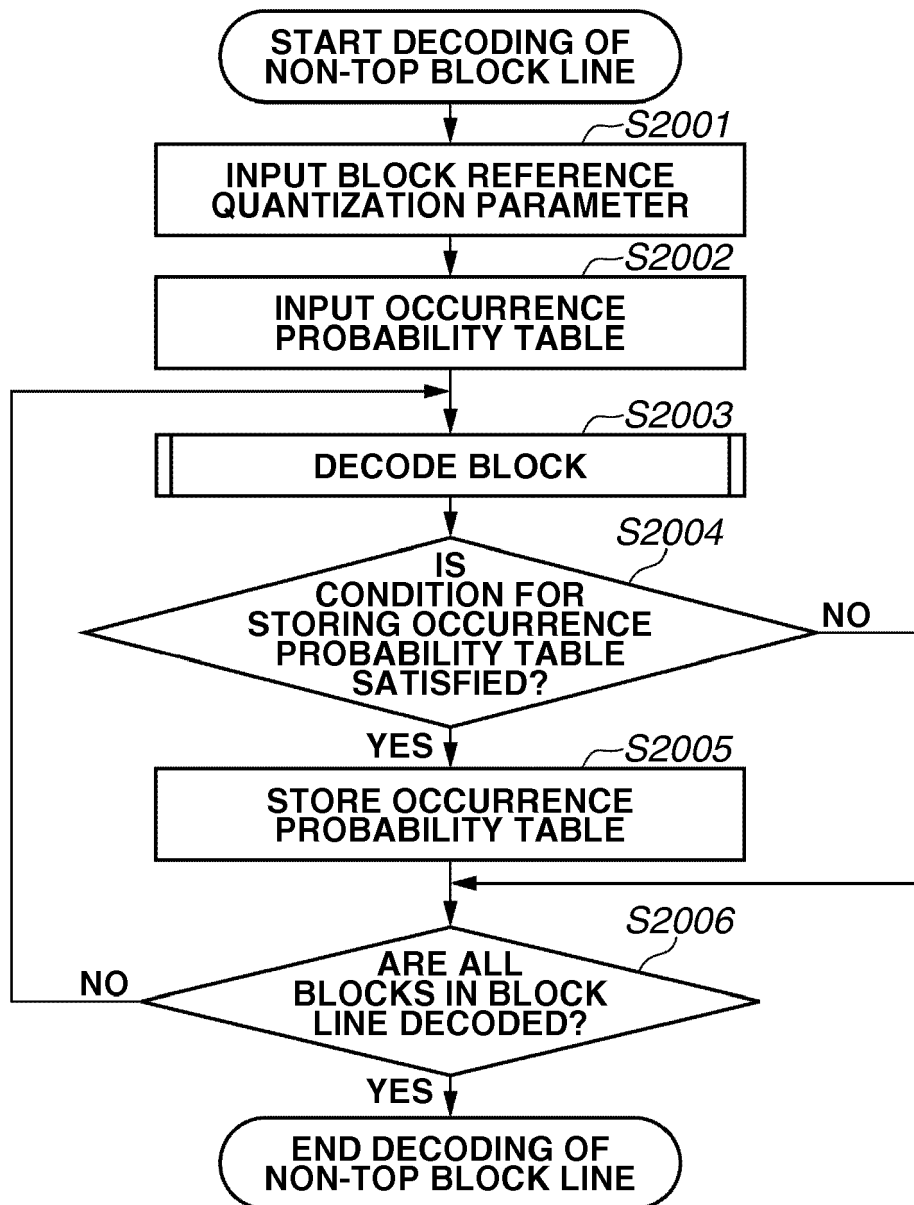 START DECODING OF
NON-TOP BLOCK LINE
S2001
INPUT BLOCK REFERENCE
QUANTIZATION PARAMETER
S2002
INPUT OCCURRENCE
PROBABILITY TABLE
S2003
DECODE BLOCK
S2004
IS
CONDITION FOR
STORING OCCURRENCE
PROBABILITY TABLE
SATISFIED?
NO
YES
S2005
STORE OCCURRENCE
PROBABILITY TABLE
S2006
ARE ALL
BLOCKS IN BLOCK
LINE DECODED?
NO
YES
END DECODING OF
NON-TOP BLOCK LINE